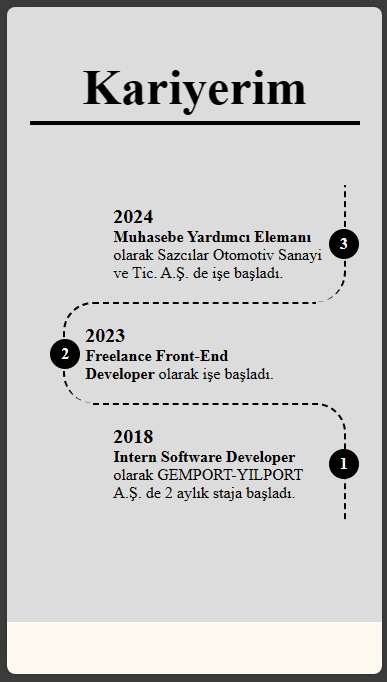 Kariyerim
2024
Muhasebe Yardımcı Elemanı
olarak Sazcılar Otomotiv Sanayi
ve Tic. A.Ş. de işe başladı.
3
2023
Freelance Front-End
Developer olarak işe başladı.
2
2018
Intern Software Developer
olarak GEMPORT-YILPORT
A.Ş. de 2 aylık staja başladı.
1